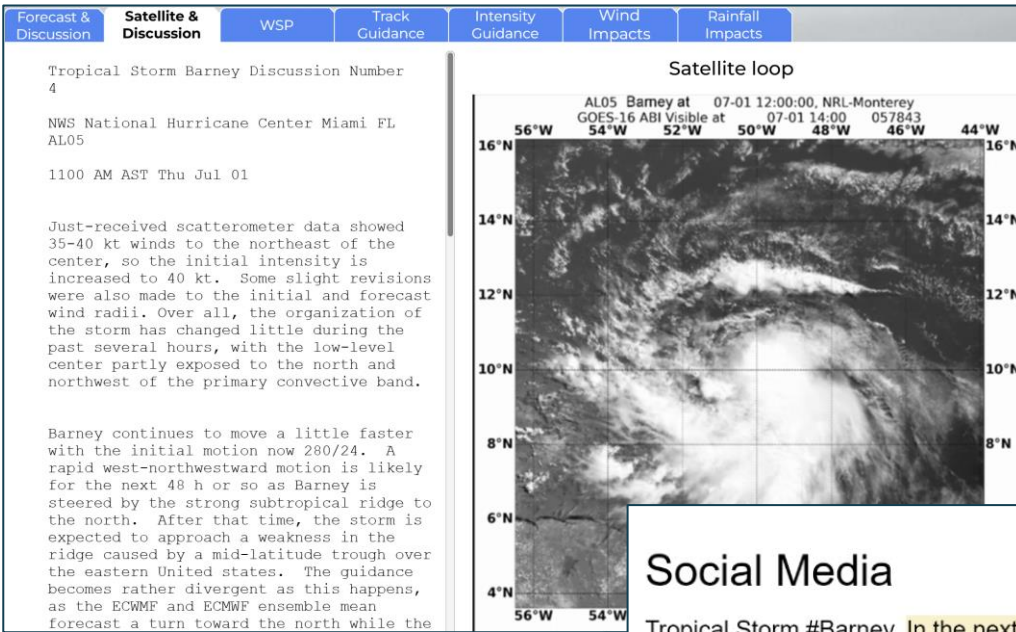 Forecast &
Discussion
Satellite &
Discussion
WSP
Track
Guidance
Intensity
Guidance
Wind
Impacts
Rainfall
Impacts
Tropical Storm Barney Discussion Number
4
NWS National Hurricane Center Miami FL
AL05
1100 AM AST Thu Jul 01
Just-received scatterometer data showed
35-40 kt winds to the northeast of the
center, so the initial intensity is
increased to 40 kt. Some slight revisions
were also made to the initial and forecast
wind radii. Over all, the organization of
the storm has changed little during the
past several hours, with the low-level
center partly exposed to the north and
northwest of the primary convective band.
Barney continues to move a little faster
with the initial motion now 280/24. A
rapid west-northwestward motion is likely
for the next 48 h or so as Barney is
steered by the strong subtropical ridge to
the north. After that time, the storm is
expected to approach a weakness in the
ridge caused by a mid-latitude trough over
the eastern United states. The guidance
becomes rather divergent as this happens,
as the ECWMF and ECMWF ensemble mean
forecast a turn toward the north while the
Satellite loop
AL05 Barney at 07-01 12:00:00, NRL-Monterey
GOES-16 ABI Visible at 07-01 14:00 057843
56°W 54°W 52°W 50°W 48°W 46°W 44°W
16°N 16°N
14°N 14°N
12°N 12°N
10°N 10°N
8°N 8°N
6°N
4°N
56°W 54°W
Social Media
Tropical Storm #Barney. In the next